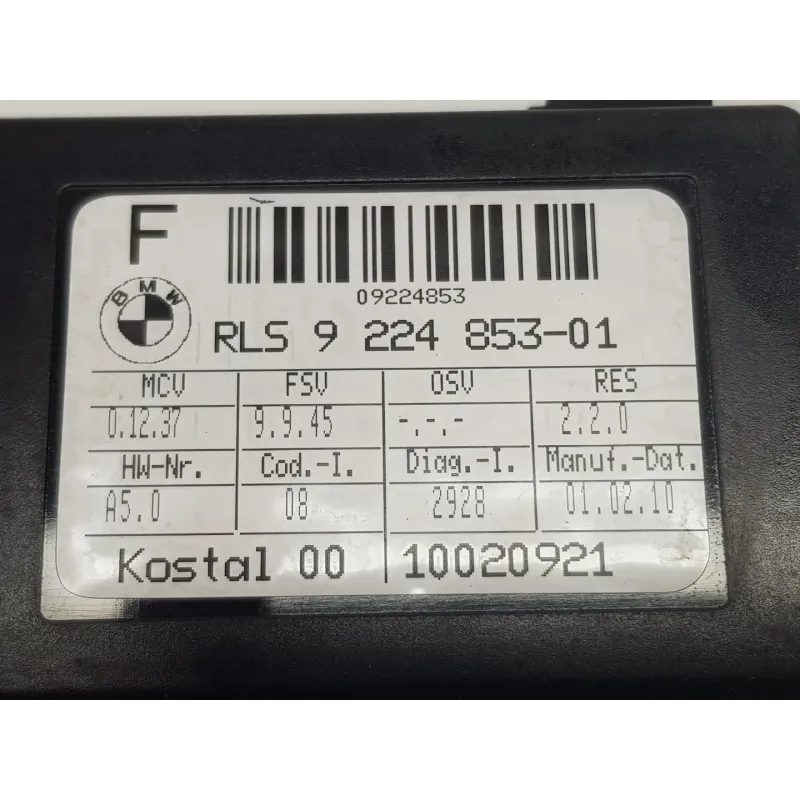 F
09224853
BMW
RLS 9 224 853-01
MCV FSV OSV RES
0.12.37 9.9.45 -.-.- 2.2.0
HW-Nr. Cod.-I. Diag.-I. Manuf.-Dat.
A5.0 08 2928 01.02.10
Kostal 00 10020921